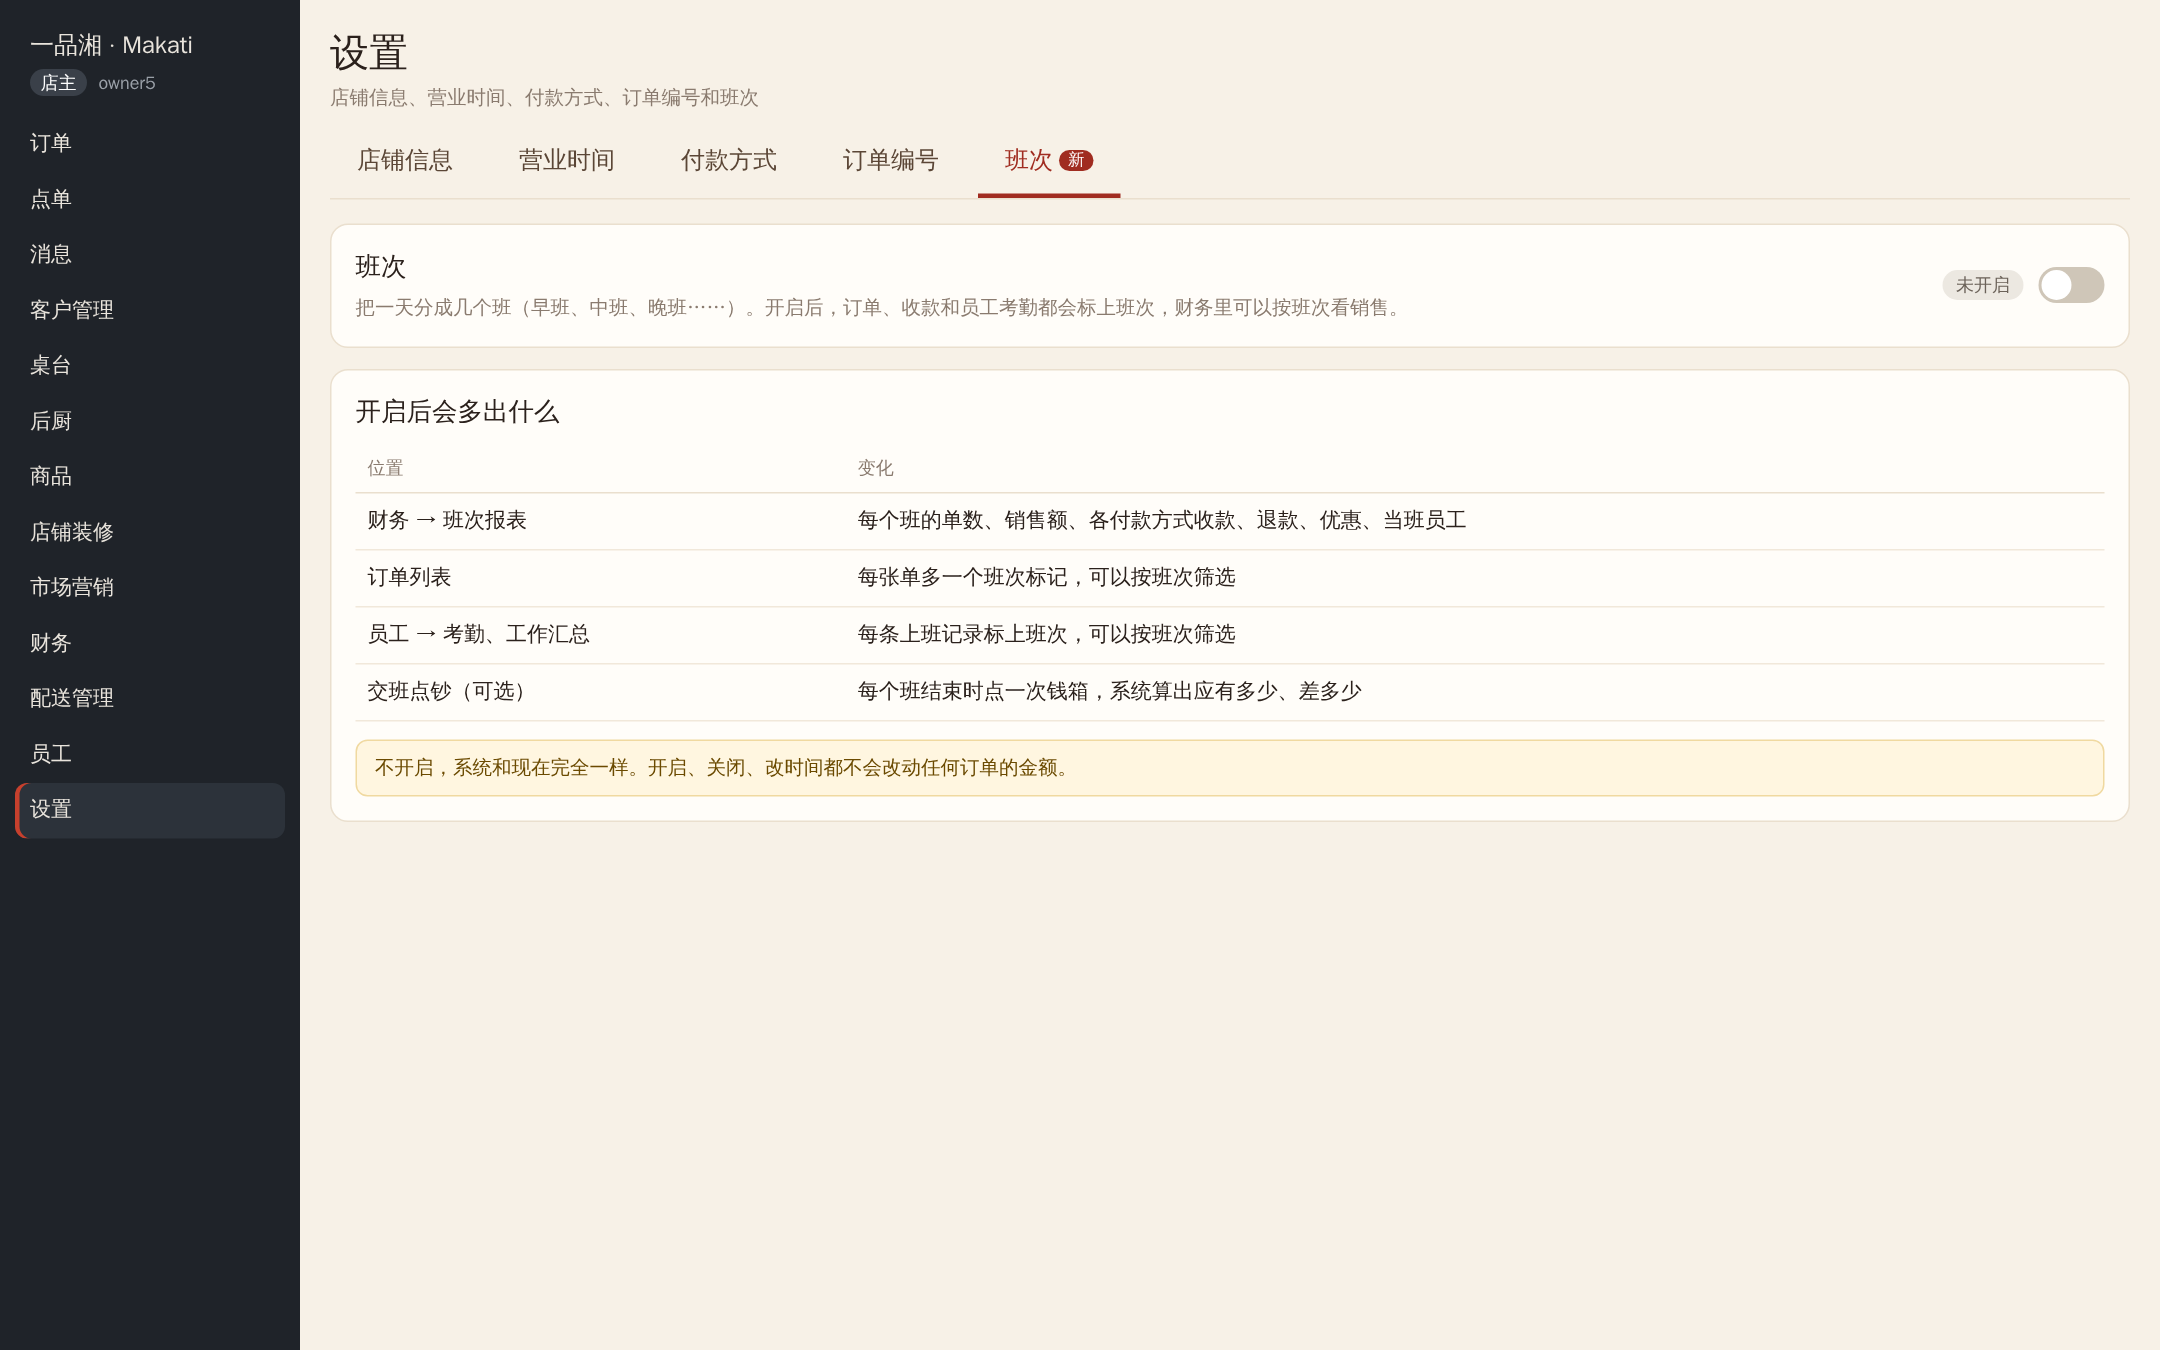 一品湘 · Makati
店主 owner5
订单
点单
消息
客户管理
桌台
后厨
商品
店铺装修
市场营销
财务
配送管理
员工
设置
设置
店铺信息、营业时间、付款方式、订单编号和班次
店铺信息 营业时间 付款方式 订单编号 班次 新
班次
把一天分成几个班（早班、中班、晚班……）。开启后，订单、收款和员工考勤都会标上班次，财务里可以按班次看销售。
未开启
开启后会多出什么
位置 变化
财务 → 班次报表 每个班的单数、销售额、各付款方式收款、退款、优惠、当班员工
订单列表 每张单多一个班次标记，可以按班次筛选
员工 → 考勤、工作汇总 每条上班记录标上班次，可以按班次筛选
交班点钞（可选） 每个班结束时点一次钱箱，系统算出应有多少、差多少
不开启，系统和现在完全一样。开启、关闭、改时间都不会改动任何订单的金额。